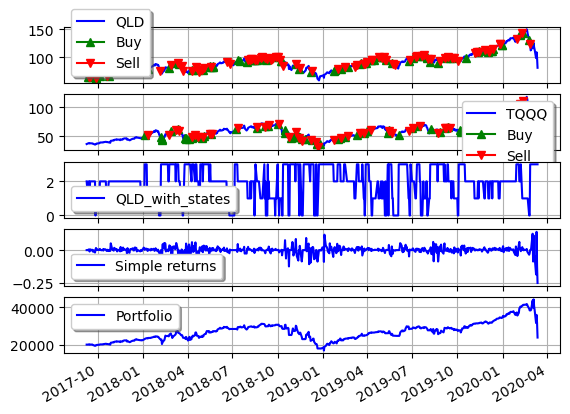 150
100
QLD
Buy
Sell
100
50
TQQQ
Buy
Sell
2
0
QLD_with_states
0.00
−0.25
Simple returns
40000
20000
Portfolio
2017-10 2018-01 2018-04 2018-07 2018-10 2019-01 2019-04 2019-07 2019-10 2020-01 2020-04